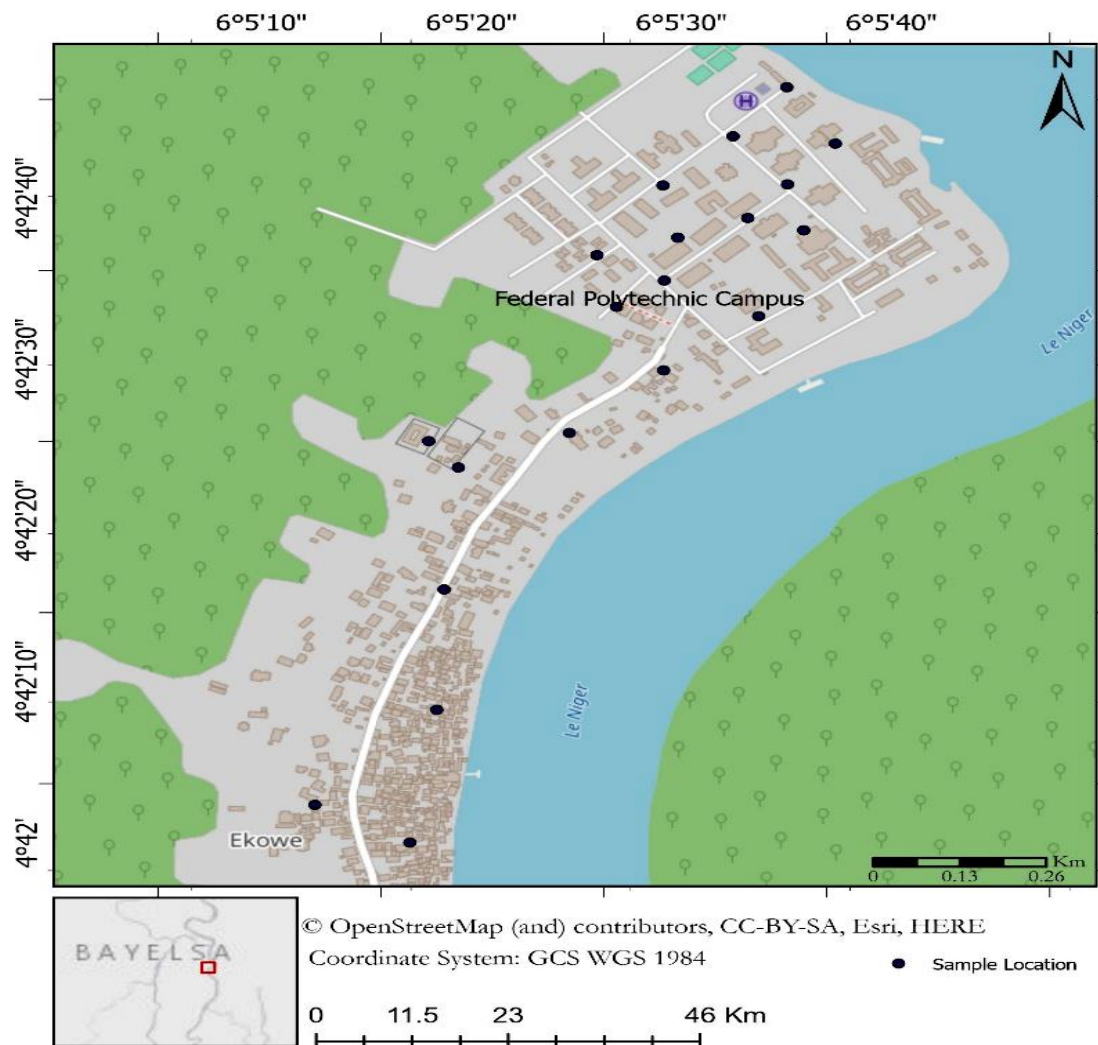 6°5'10" 6°5'20" 6°5'30" 6°5'40"
N
H
4°42'40"
Federal Polytechnic Campus
4°42'30"
Le Niger
4°42'20"
4°42'10"
Le Niger
4°42'
Ekowe
Km
0 0.13 0.26
BAYELSA
© OpenStreetMap (and) contributors, CC-BY-SA, Esri, HERE
Coordinate System: GCS WGS 1984
Sample Location
0 11.5 23 46 Km